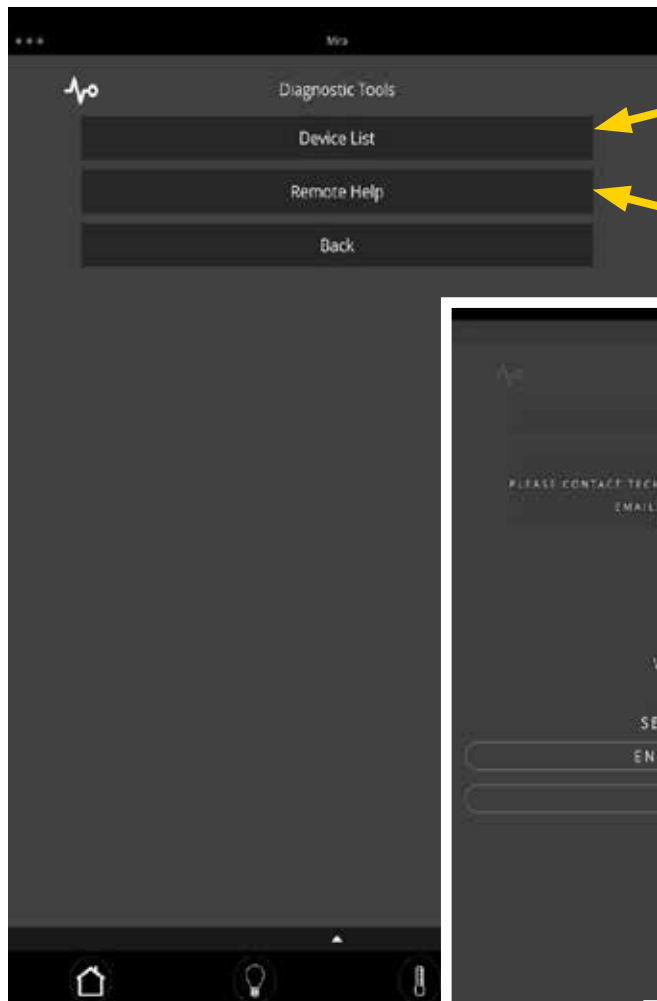 Mira
Diagnostic Tools
Device List
Remote Help
Back
PLEASE CONTACT TECH
EMAIL
SE
EN